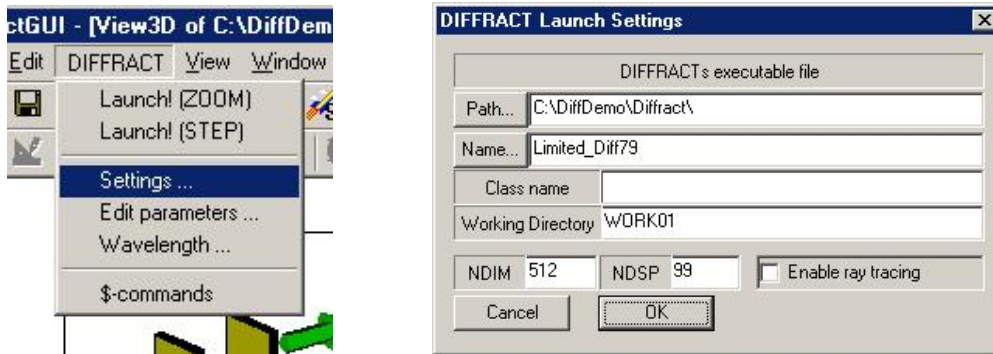 ctGUI - [View3D of C:\DiffDem
Edit DIFFRACT View Window
Launch! (ZOOM)
Launch! (STEP)
Settings ...
Edit parameters ...
Wavelength ...
$-commands
DIFFRACT Launch Settings
DIFFRACTs executable file
Path... C:\DiffDemo\Diffract\
Name... Limited_Diff79
Class name
Working Directory WORK01
NDIM 512 NDSP 99 Enable ray tracing
Cancel OK